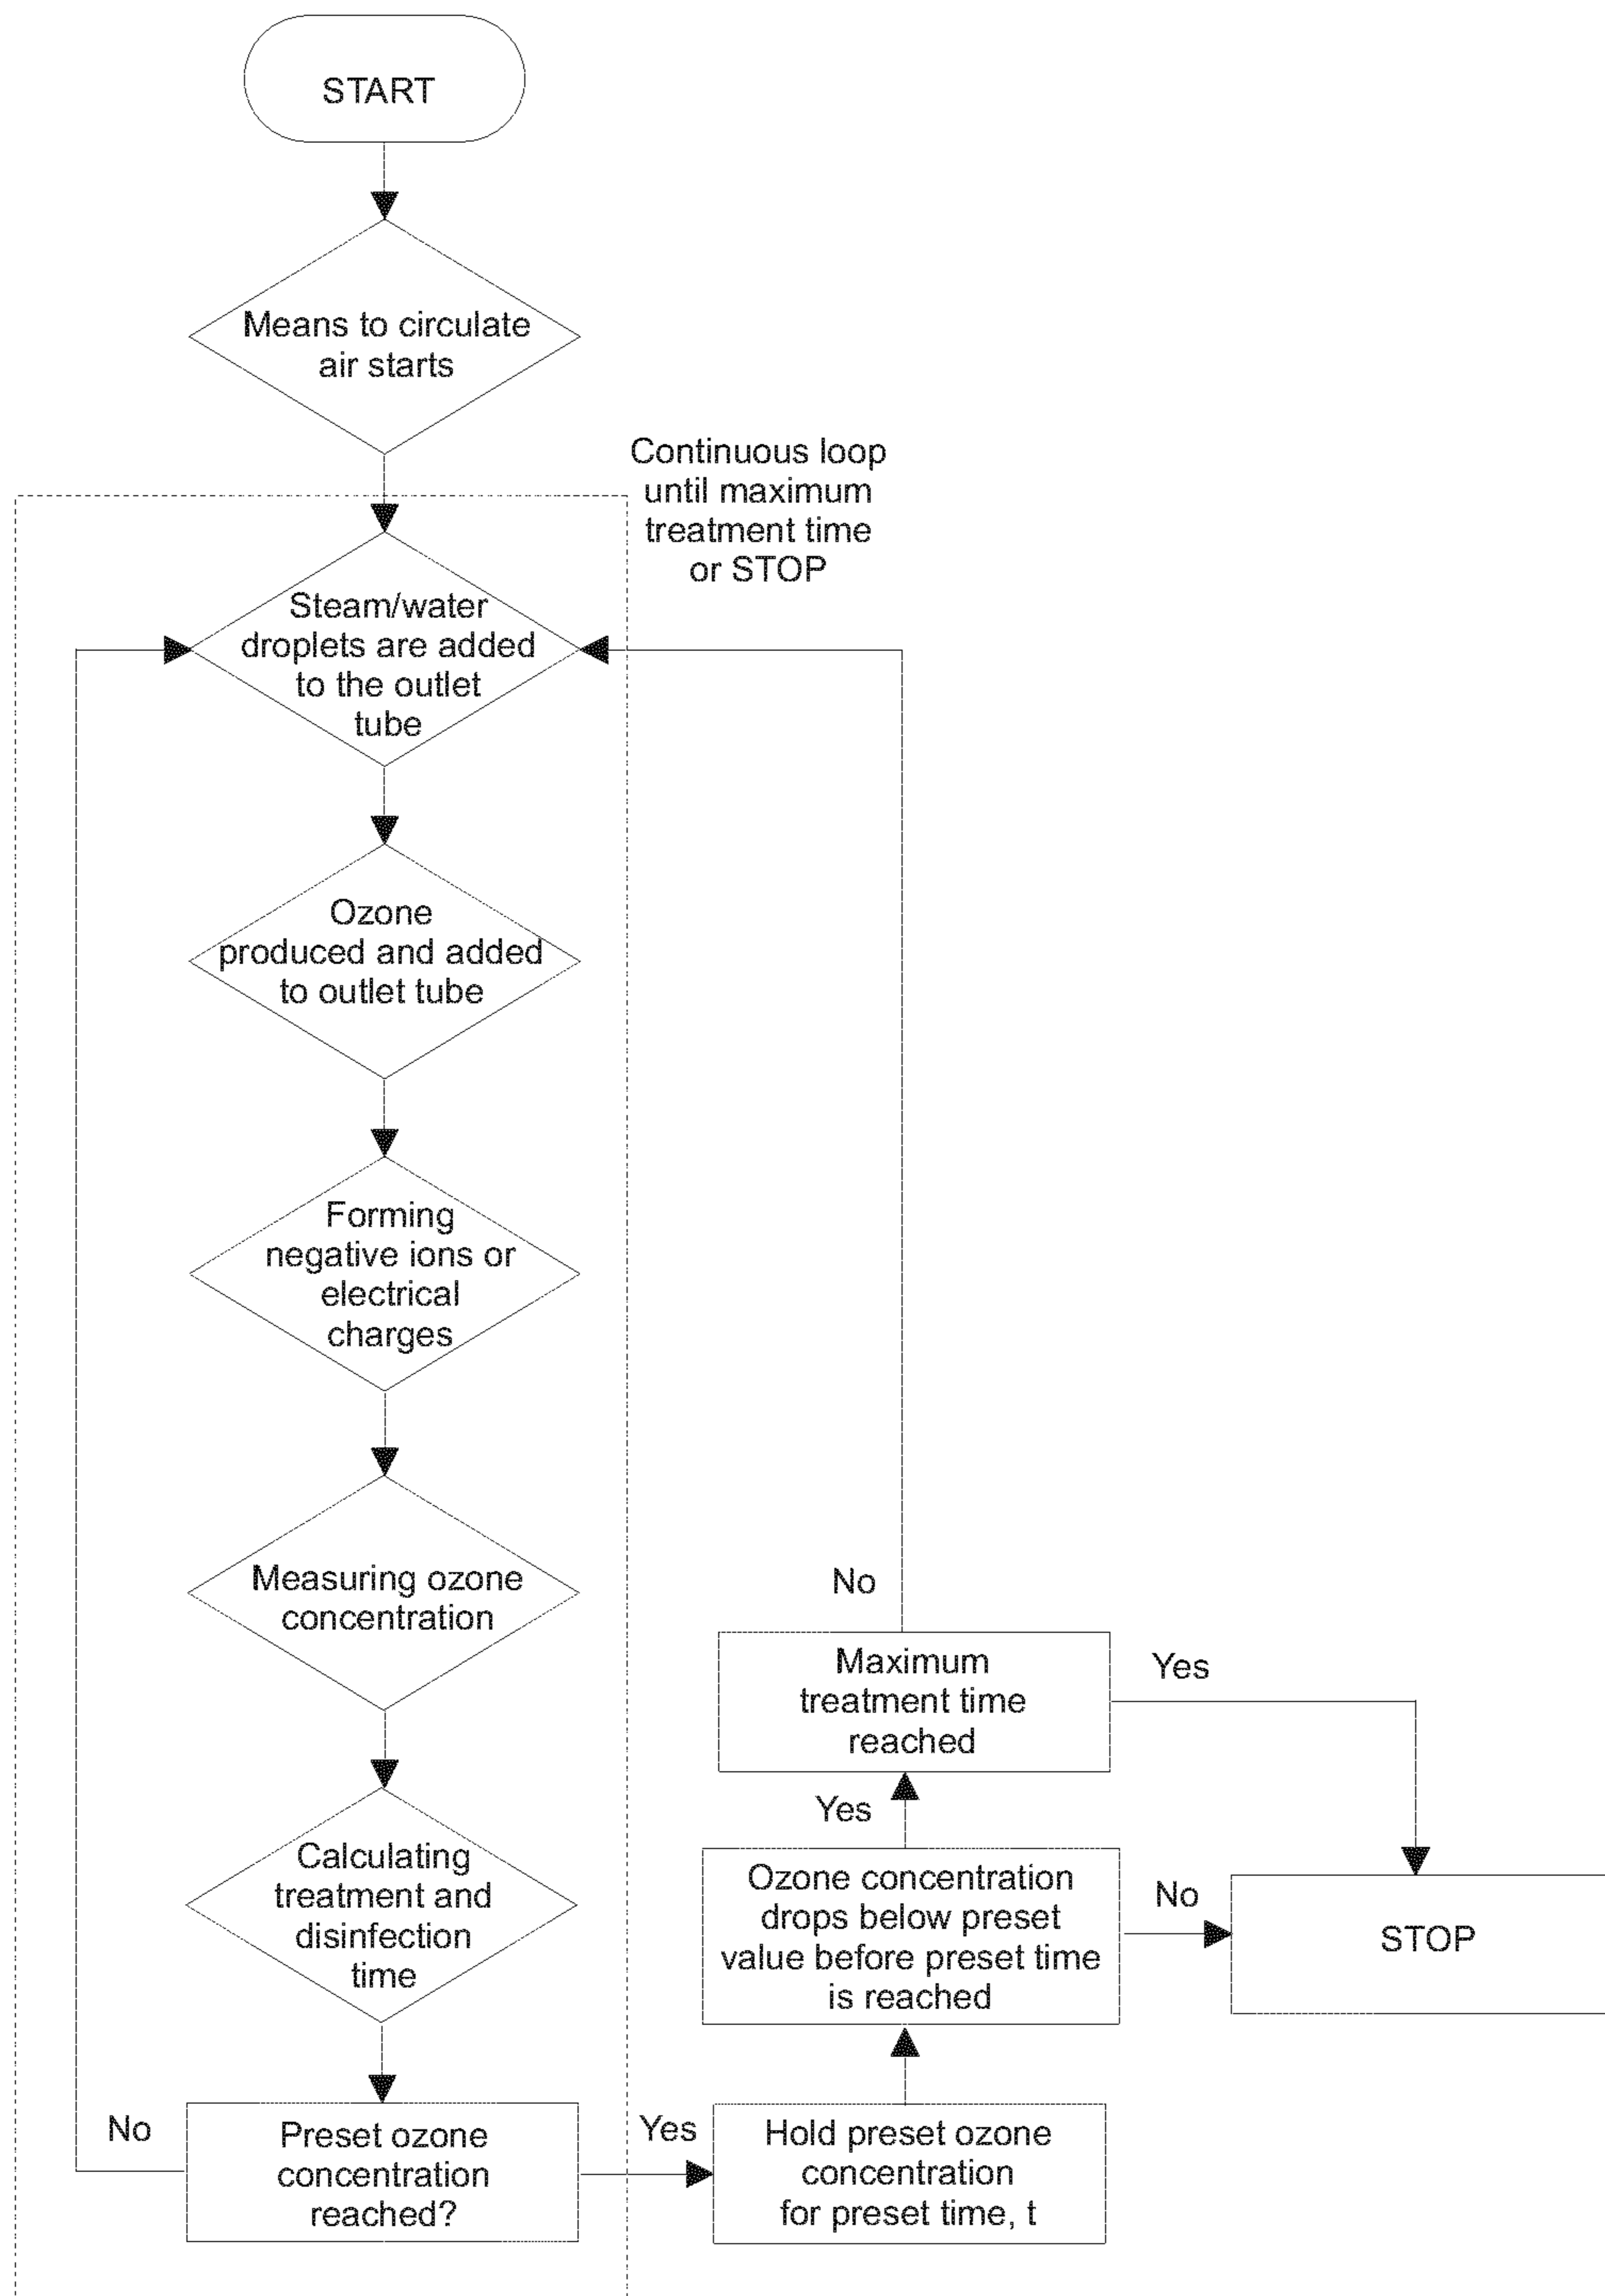 START
Means to circulate
air starts
Continuous loop
until maximum
treatment time
or STOP
Steam/water
droplets are added
to the outlet
tube
Ozone
produced and added
to outlet tube
Forming
negative ions or
electrical
charges
Measuring ozone
concentration
Calculating
treatment and
disinfection
time
No
Preset ozone
concentration
reached?
Yes
Hold preset ozone
concentration
for preset time, t
Ozone concentration
drops below preset
value before preset time
is reached
No
Yes
Maximum
treatment time
reached
No
Yes
STOP